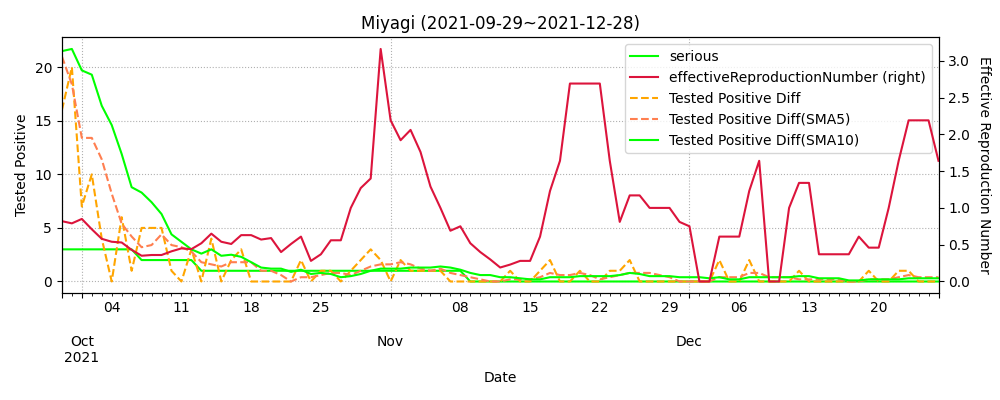 Miyagi (2021-09-29~2021-12-28)
serious
effectiveReproductionNumber (right)
Tested Positive Diff
Tested Positive Diff(SMA5)
Tested Positive Diff(SMA10)
Tested Positive
20
15
10
5
0
Effective Reproduction Number
3.0
2.5
2.0
1.5
1.0
0.5
0.0
04 11 18 25 08 15 22 29 06 13 20
Oct Nov Dec
2021
Date